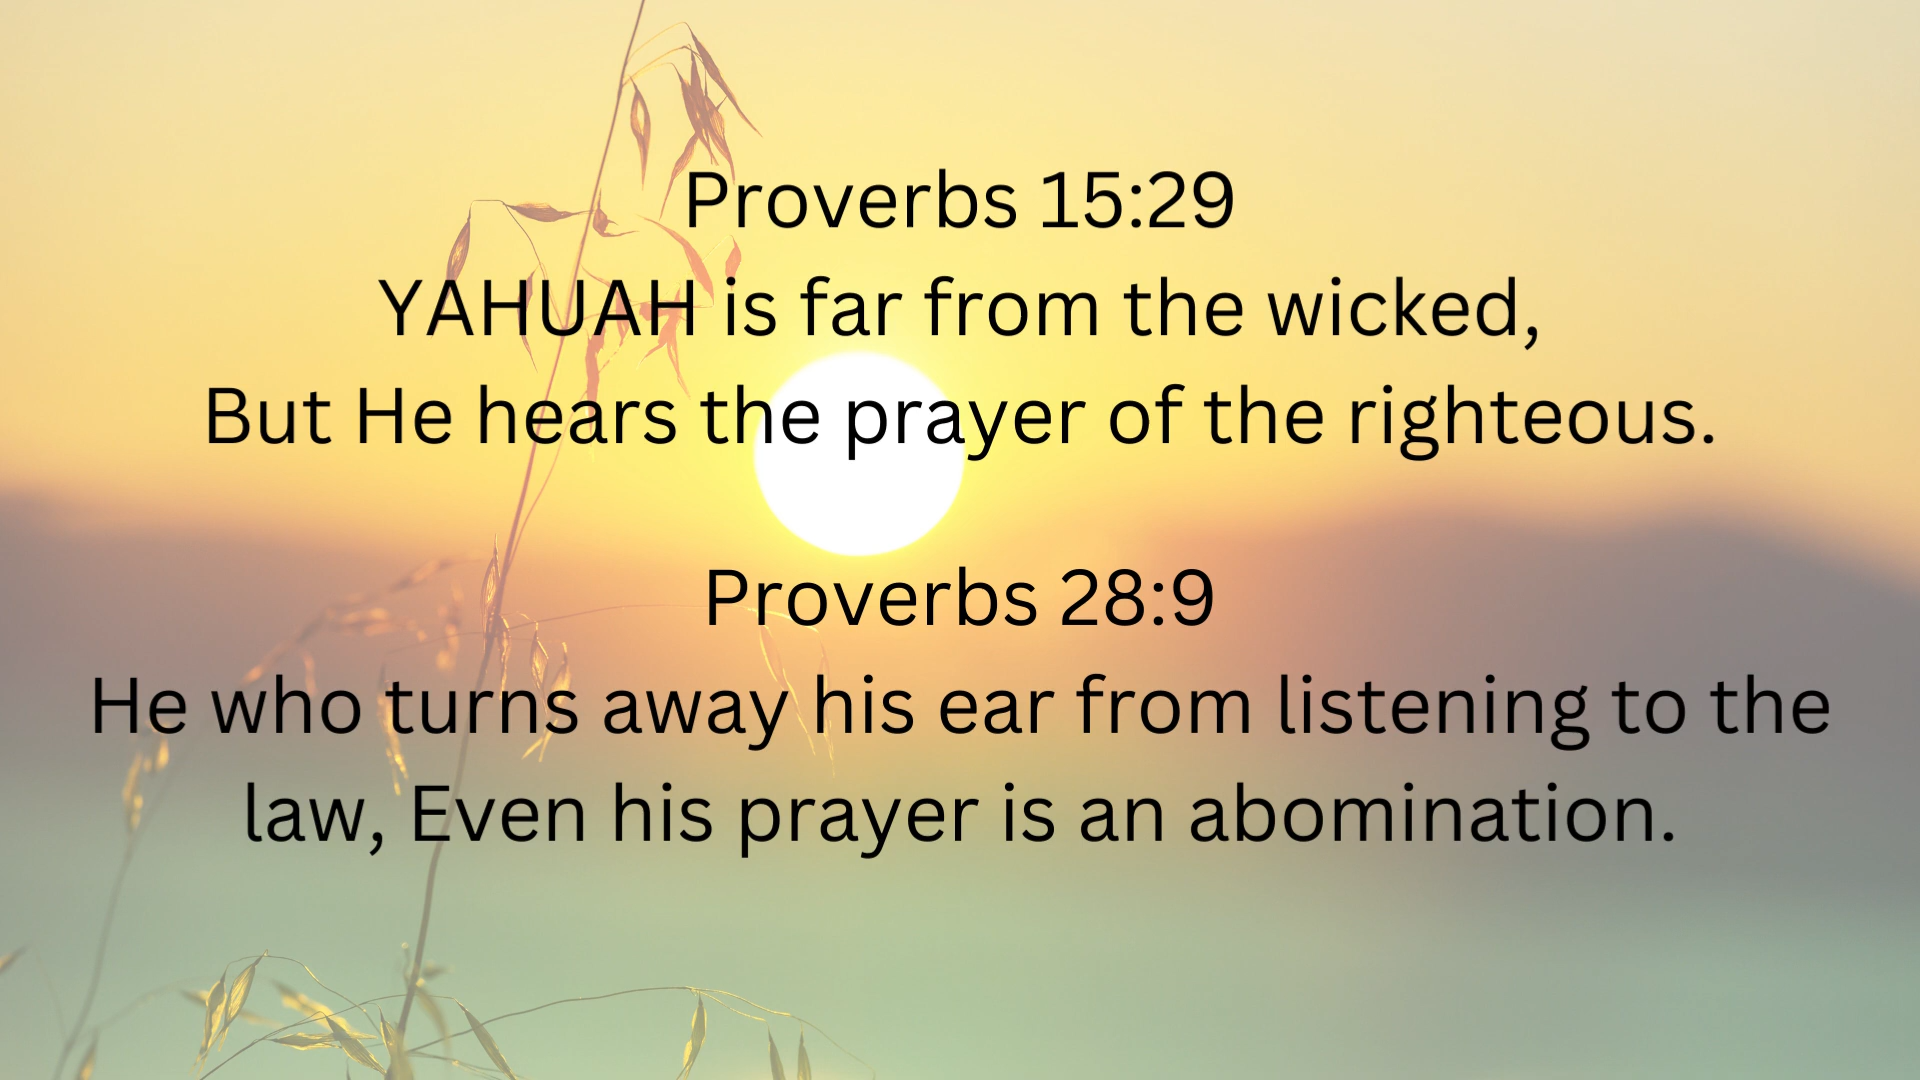 Proverbs 15:29
YAHUAH is far from the wicked,
But He hears the prayer of the righteous.
Proverbs 28:9
He who turns away his ear from listening to the
law, Even his prayer is an abomination.